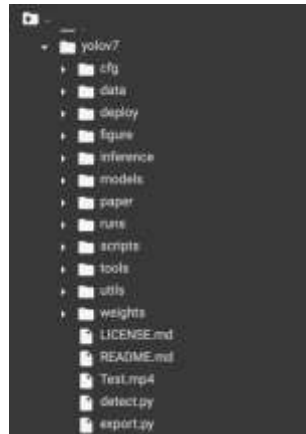 ..
yolov7
cfg
data
deploy
figure
inference
models
paper
runs
scripts
tools
utils
weights
LICENSE.md
README.md
Test.mp4
detect.py
export.py